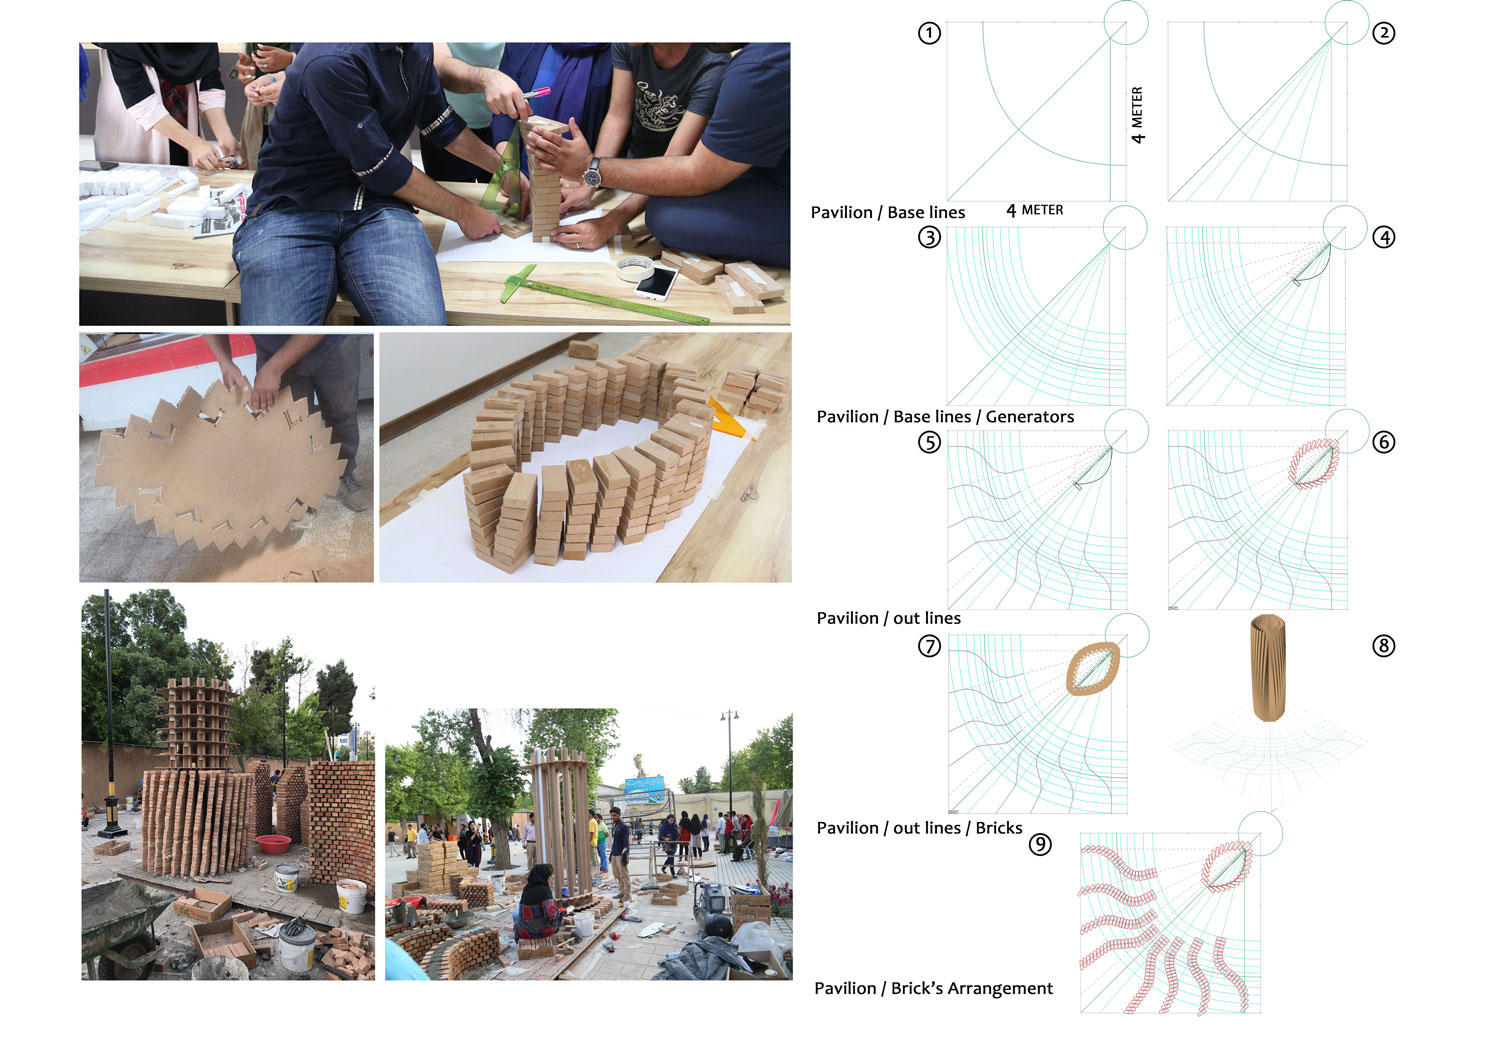 1
2
4 METER
Pavilion / Base lines
4 METER
3
4
Pavilion / Base lines / Generators
5
6
Pavilion / out lines
7
8
Pavilion / out lines / Bricks
9
Pavilion / Brick's Arrangement